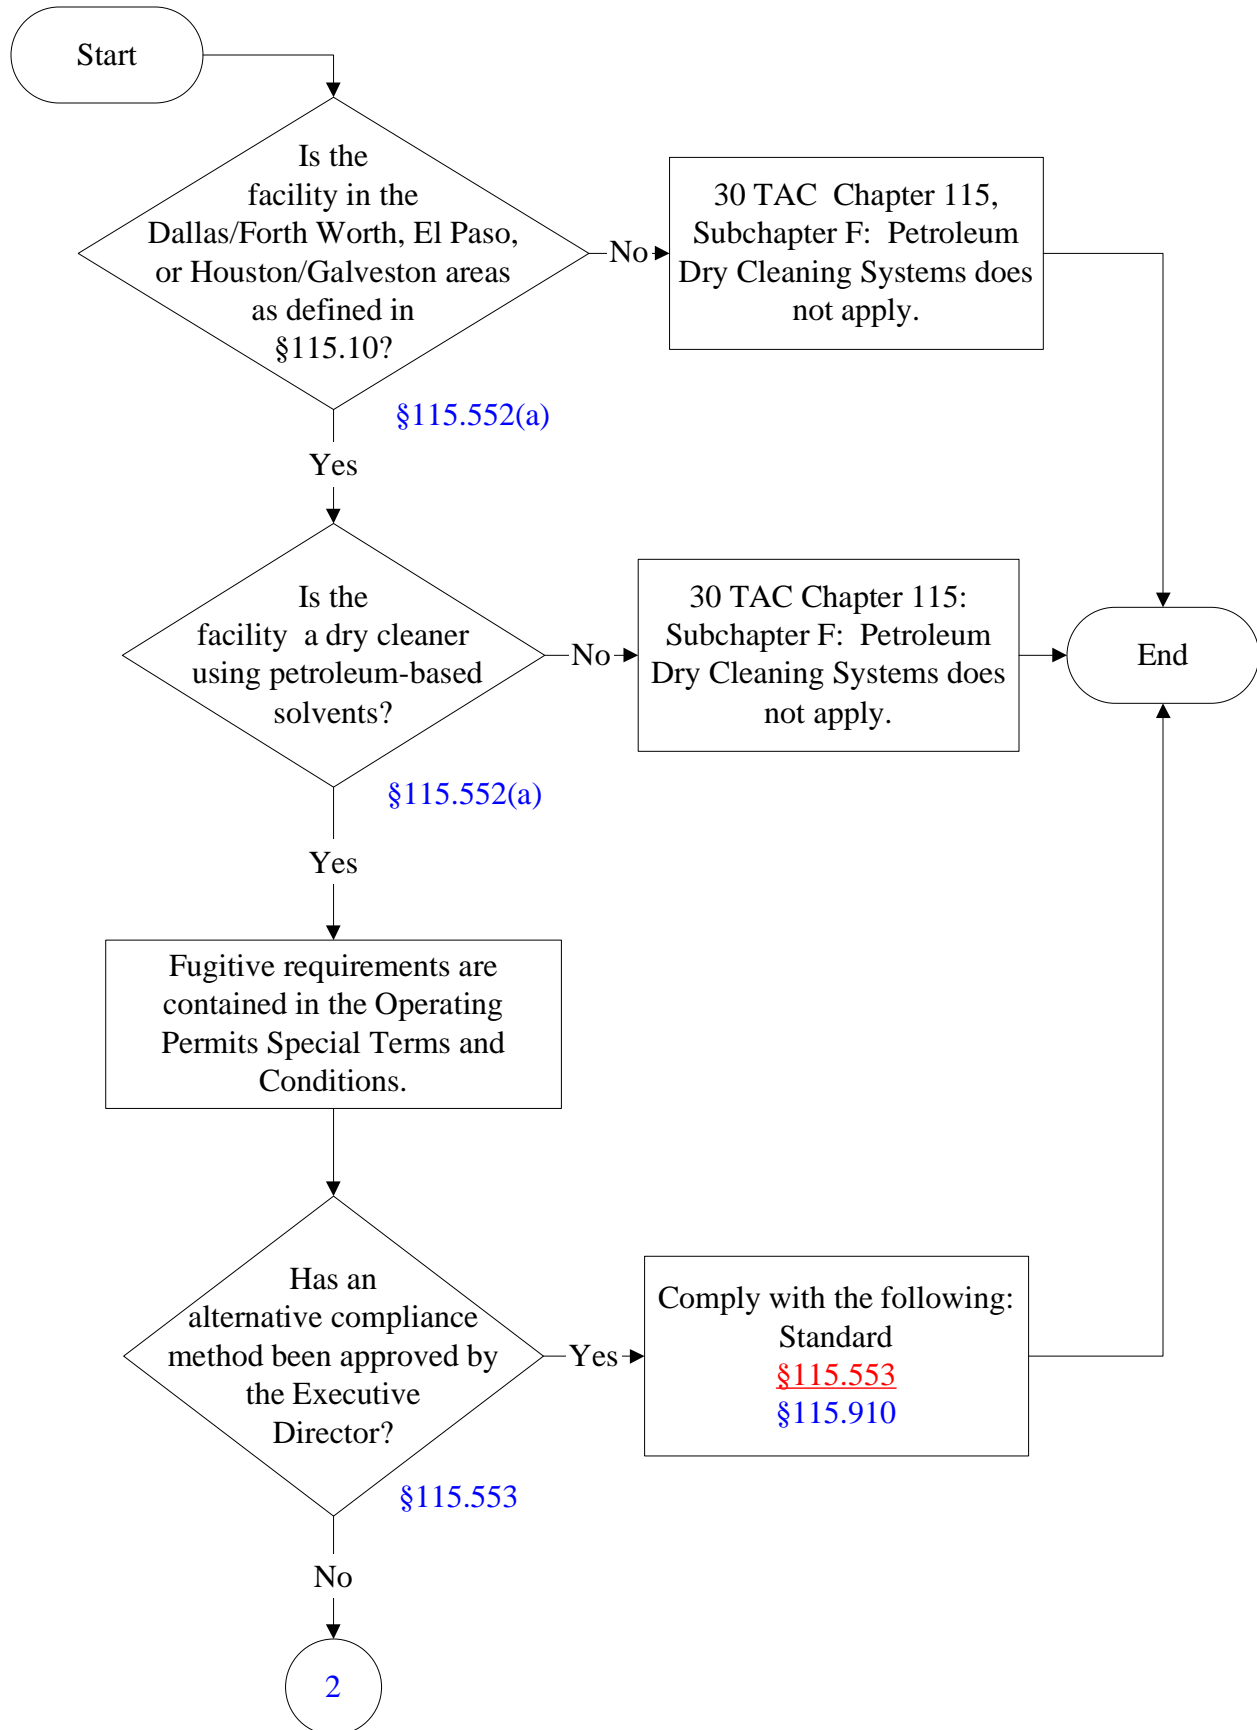 Start
Is the
facility in the
Dallas/Forth Worth, El Paso,
or Houston/Galveston areas
as defined in
§115.10?
No
30 TAC  Chapter 115,
Subchapter F:  Petroleum
Dry Cleaning Systems does
not apply.
§115.552(a)
Yes
Is the
facility  a dry cleaner
using petroleum-based
solvents?
No
30 TAC Chapter 115:
Subchapter F:  Petroleum
Dry Cleaning Systems does
not apply.
End
§115.552(a)
Yes
Fugitive requirements are
contained in the Operating
Permits Special Terms and
Conditions.
Has an
alternative compliance
method been approved by
the Executive
Director?
Yes
Comply with the following:
Standard
§115.553
§115.910
§115.553
No
2